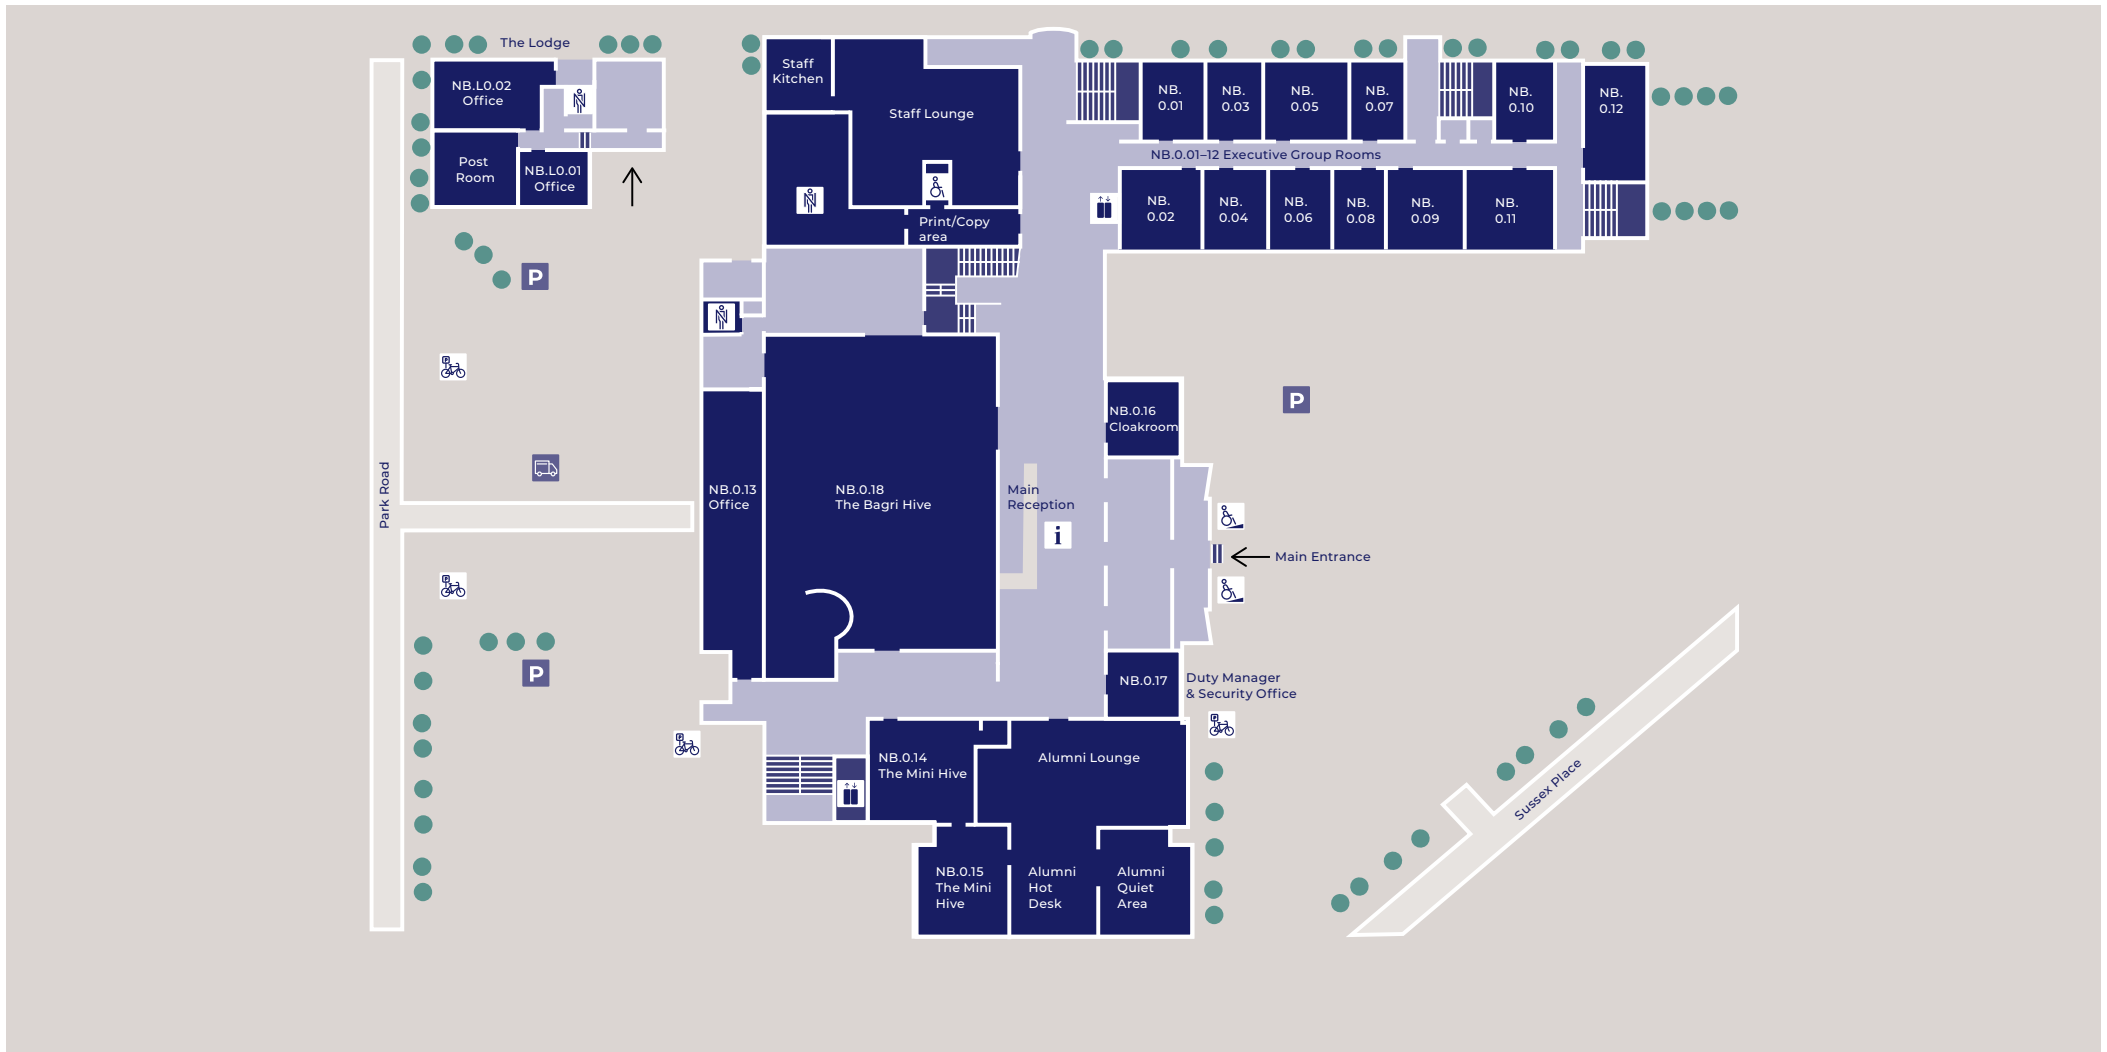 The Lodge
NB.L0.02
Office
Post
Room
NB.L0.01
Office
Staff
Kitchen
Staff Lounge
Print/Copy
area
NB.
0.01
NB.
0.03
NB.
0.05
NB.
0.07
NB.
0.10
NB.
0.12
NB.0.01–12 Executive Group Rooms
NB.
0.02
NB.
0.04
NB.
0.06
NB.
0.08
NB.
0.09
NB.
0.11
P
P
P
NB.0.16
Cloakroom
Park Road
NB.0.13
Office
NB.0.18
The Bagri Hive
Main
Reception
i
Main Entrance
NB.0.17
Duty Manager
& Security Office
NB.0.14
The Mini Hive
Alumni Lounge
NB.0.15
The Mini
Hive
Alumni
Hot
Desk
Alumni
Quiet
Area
Sussex Place